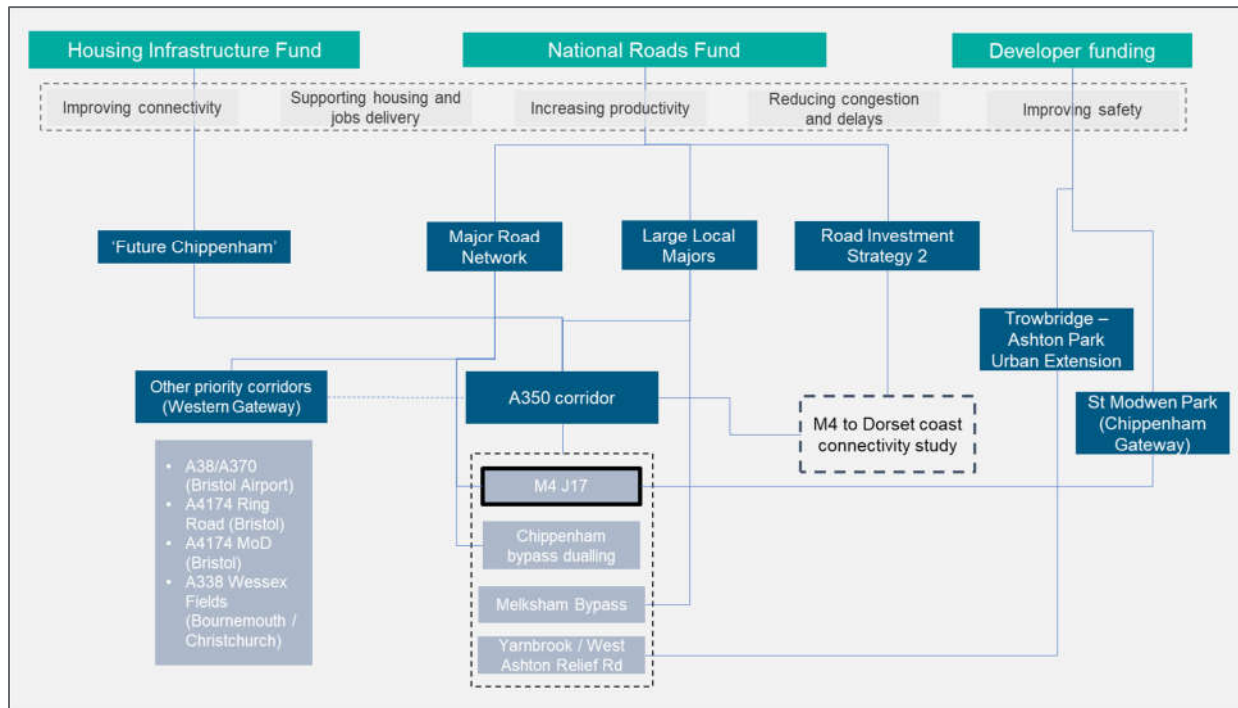 Housing Infrastructure Fund
National Roads Fund
Developer funding
Improving connectivity
Supporting housing and
jobs delivery
Increasing productivity
Reducing congestion
and delays
Improving safety
'Future Chippenham'
Major Road
Network
Large Local
Majors
Road Investment
Strategy 2
Trowbridge –
Ashton Park
Urban Extension
Other priority corridors
(Western Gateway)
A350 corridor
M4 to Dorset coast
connectivity study
St Modwen Park
(Chippenham
Gateway)
• A38/A370
(Bristol Airport)
• A4174 Ring
Road (Bristol)
• A4174 MoD
(Bristol)
• A338 Wessex
Fields
(Bournemouth /
Christchurch)
M4 J17
Chippenham
bypass dualling
Melksham Bypass
Yarnbrook / West
Ashton Relief Rd